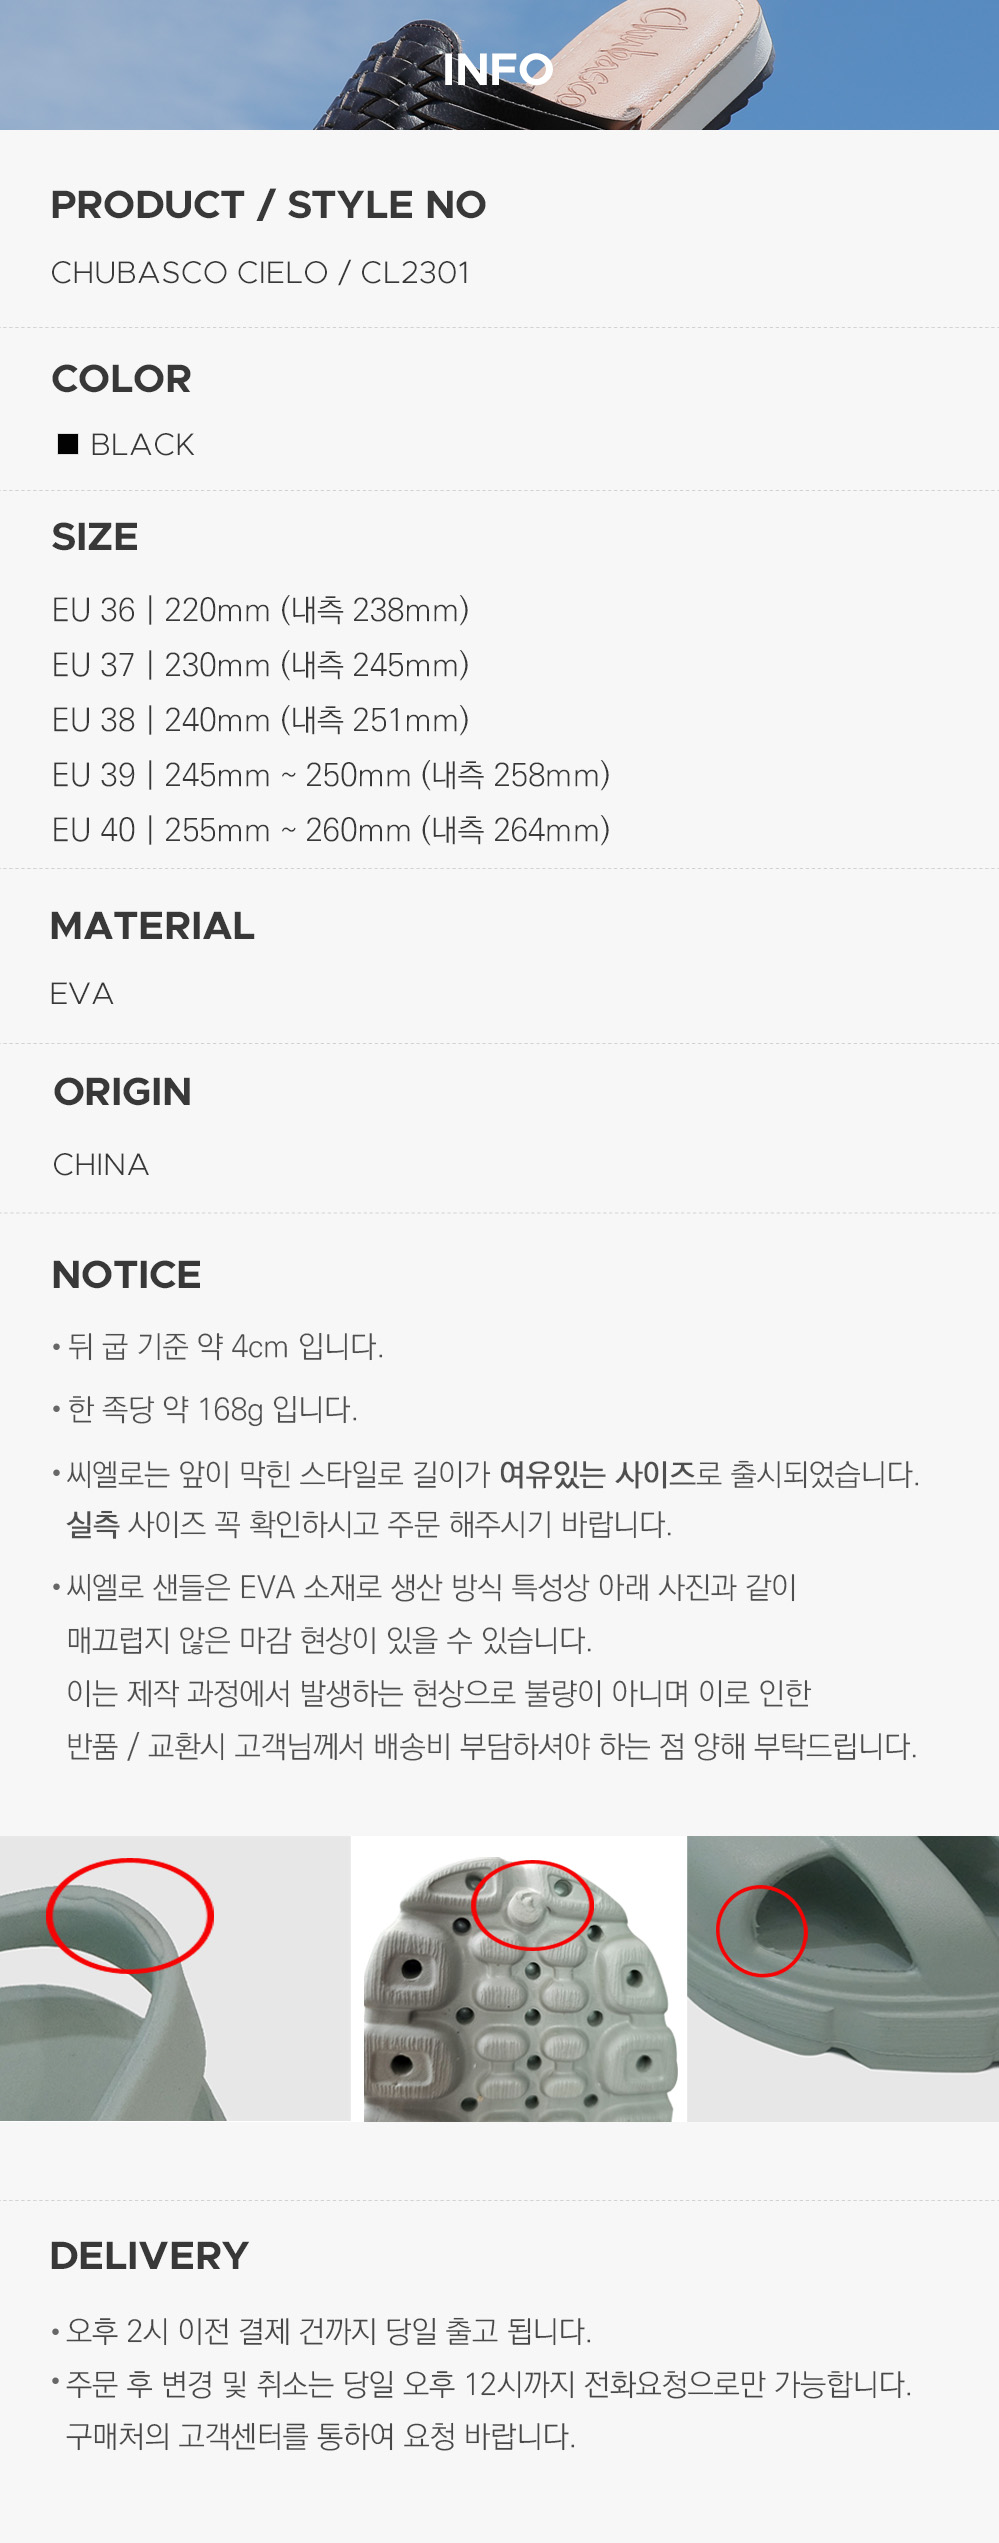 Chubasco
INFO
PRODUCT / STYLE NO
CHUBASCO CIELO / CL2301
COLOR
■ BLACK
SIZE
EU 36 | 220mm (내측 238mm)
EU 37 | 230mm (내측 245mm)
EU 38 | 240mm (내측 251mm)
EU 39 | 245mm ~ 250mm (내측 258mm)
EU 40 | 255mm ~ 260mm (내측 264mm)
MATERIAL
EVA
ORIGIN
CHINA
NOTICE
• 뒤 굽 기준 약 4cm 입니다.
• 한 족당 약 168g 입니다.
• 씨엘로는 앞이 막힌 스타일로 길이가 여유있는 사이즈로 출시되었습니다.
실측 사이즈 꼭 확인하시고 주문 해주시기 바랍니다.
• 씨엘로 샌들은 EVA 소재로 생산 방식 특성상 아래 사진과 같이
매끄럽지 않은 마감 현상이 있을 수 있습니다.
이는 제작 과정에서 발생하는 현상으로 불량이 아니며 이로 인한
반품 / 교환시 고객님께서 배송비 부담하셔야 하는 점 양해 부탁드립니다.
DELIVERY
• 오후 2시 이전 결제 건까지 당일 출고 됩니다.
• 주문 후 변경 및 취소는 당일 오후 12시까지 전화요청으로만 가능합니다.
구매처의 고객센터를 통하여 요청 바랍니다.